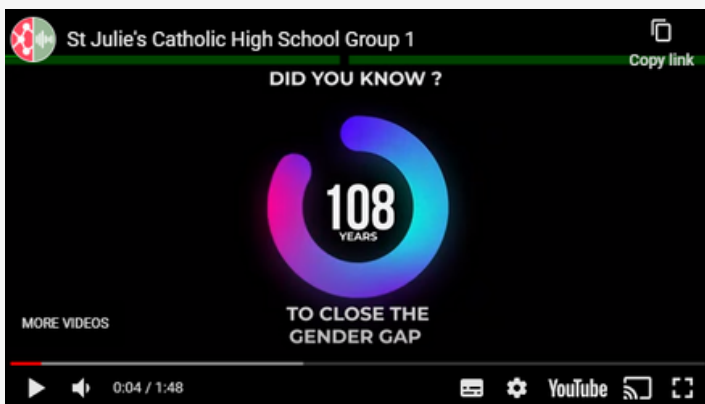 St Julie's Catholic High School Group 1
Copy link
DID YOU KNOW ?
108
YEARS
TO CLOSE THE
GENDER GAP
MORE VIDEOS
0:04 / 1:48
YouTube